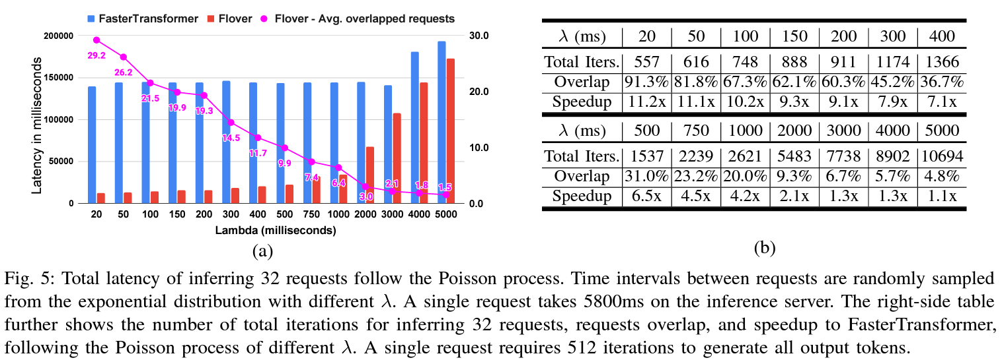 FasterTransformer Flover Flover - Avg. overlapped requests
200000
150000
100000
50000
0
Latency in milliseconds
30.0
20.0
10.0
0.0
29.2
26.2
21.5
19.9
19.3
14.5
11.7
9.9
7.4
6.4
3.0
2.1
1.8
1.5
20 50 100 150 200 300 400 500 750 1000 2000 3000 4000 5000
Lambda (milliseconds)
(a)
λ (ms) 20 50 100 150 200 300 400
Total Iters. 557 616 748 888 911 1174 1366
Overlap 91.3% 81.8% 67.3% 62.1% 60.3% 45.2% 36.7%
Speedup 11.2x 11.1x 10.2x 9.3x 9.1x 7.9x 7.1x
λ (ms) 500 750 1000 2000 3000 4000 5000
Total Iters. 1537 2239 2621 5483 7738 8902 10694
Overlap 31.0% 23.2% 20.0% 9.3% 6.7% 5.7% 4.8%
Speedup 6.5x 4.5x 4.2x 2.1x 1.3x 1.3x 1.1x
(b)
Fig. 5: Total latency of inferring 32 requests follow the Poisson process. Time intervals between requests are randomly sampled
from the exponential distribution with different λ. A single request takes 5800ms on the inference server. The right-side table
further shows the number of total iterations for inferring 32 requests, requests overlap, and speedup to FasterTransformer,
following the Poisson process of different λ. A single request requires 512 iterations to generate all output tokens.